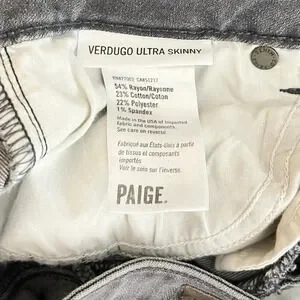 VERDUGO ULTRA SKINNY
54% Rayon/Rayonne
23% Cotton/Coton
22% Polyester
1% Spandex
Made in the USA of imported
Fabric and components.
See care on reverse.
Fabriqué aux États-Unis à partir
de tissus et composants
importés
Voir le soin sur l'inverse.
PAIGE